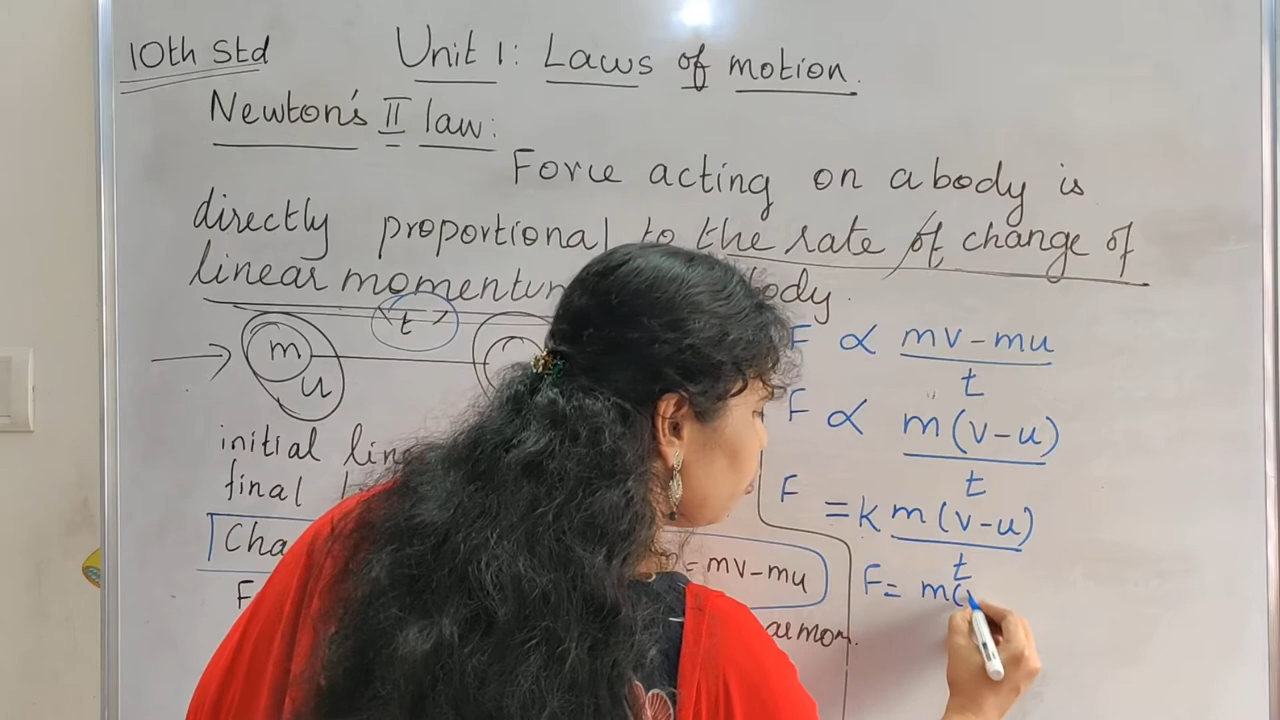 10th Std
Unit 1: Laws of motion.
Newton's II law:
Force acting on a body is
directly proportional to the rate of change of
linear momentum body.
t
m
u
initial
final
F ∝ mv-mu
t
F ∝ m(v-u)
t
F = K m(v-u)
t
F = m(
= mv-mu
F